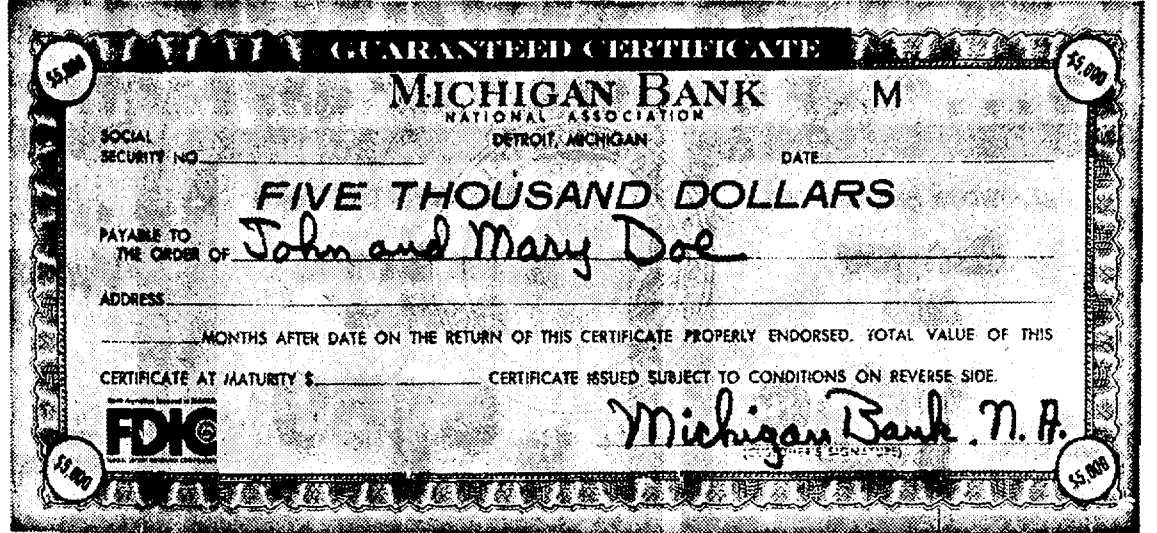 GUARANTEED CERTIFICATE
$5,000
$5,000
MICHIGAN BANK M
NATIONAL ASSOCIATION
DETROIT, MICHIGAN
SOCIAL
SECURITY NO.
DATE
FIVE THOUSAND DOLLARS
PAYABLE TO
THE ORDER OF John and Mary Doe
ADDRESS
MONTHS AFTER DATE ON THE RETURN OF THIS CERTIFICATE PROPERLY ENDORSED. TOTAL VALUE OF THIS
CERTIFICATE AT MATURITY $ CERTIFICATE ISSUED SUBJECT TO CONDITIONS ON REVERSE SIDE.
FDIC
Michigan Bank, N.A.
$5,000
$5,000